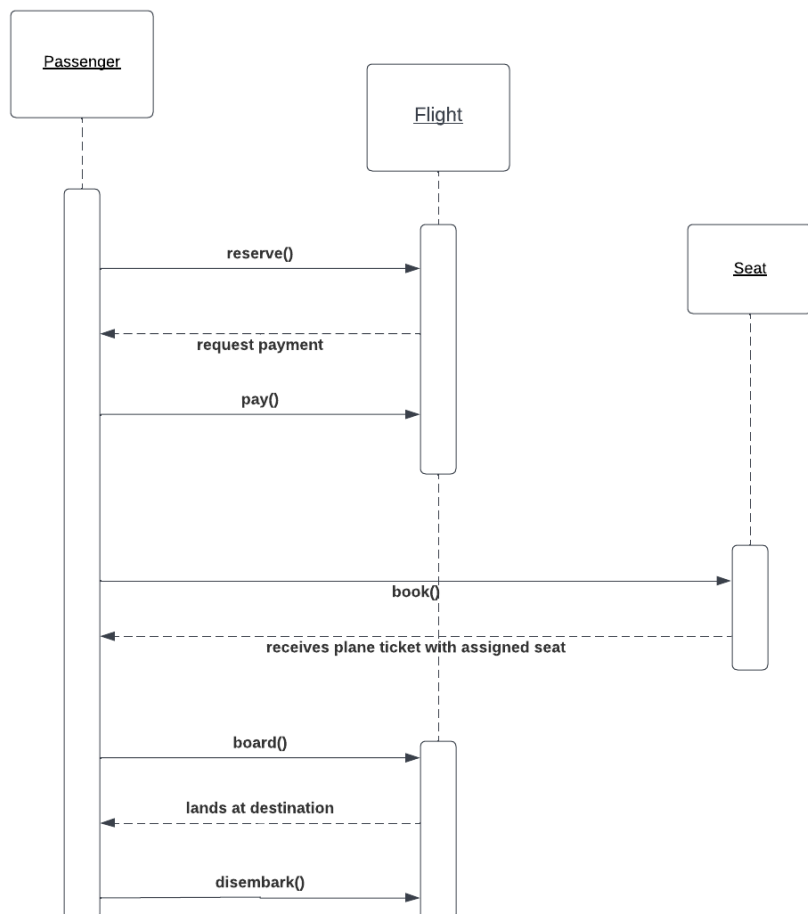 Passenger
Flight
reserve()
Seat
request payment
pay()
book()
receives plane ticket with assigned seat
board()
lands at destination
disembark()